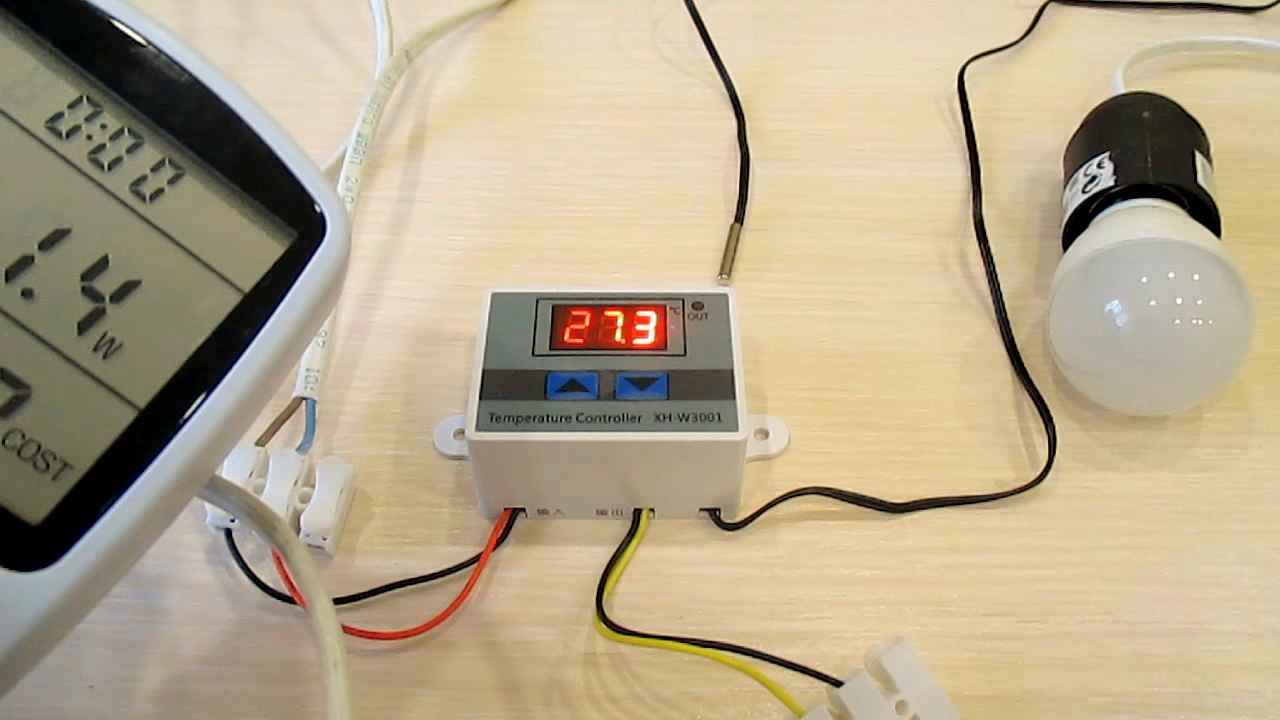 0:00
1.4
W
COST
27.3
°C
OUT
Temperature Controller XH-W3001
输入 输出